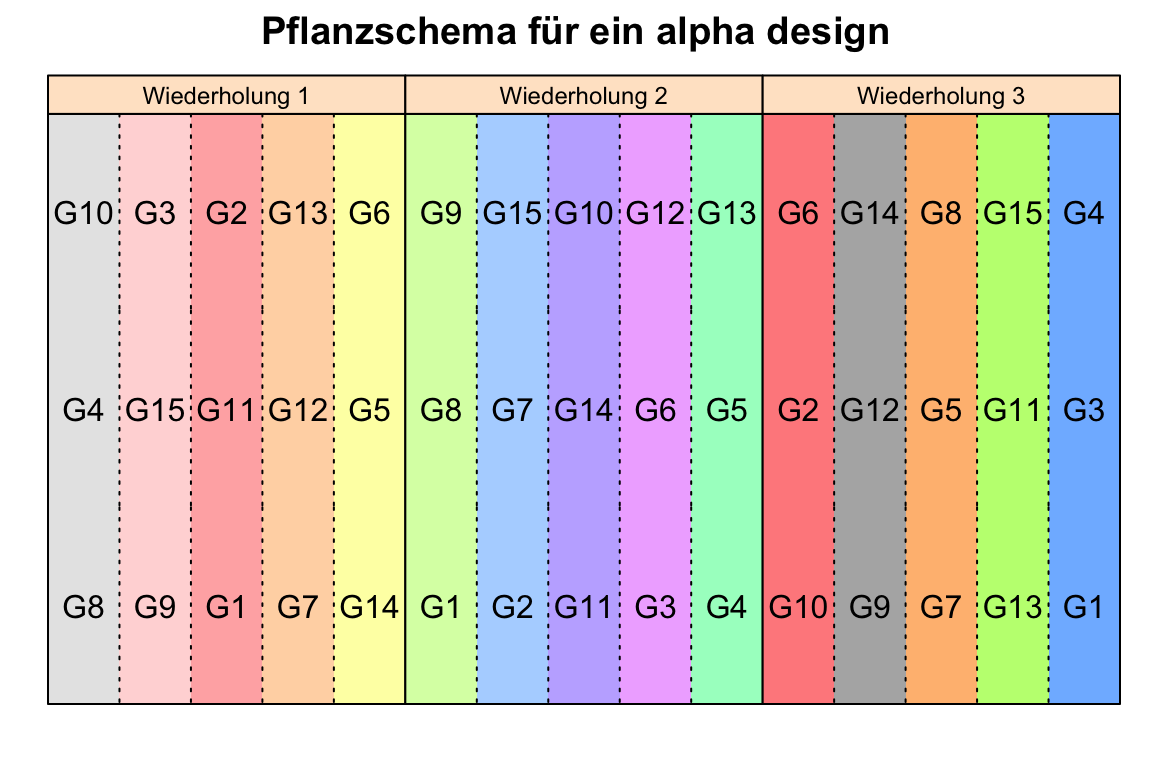 Pflanzschema für ein alpha design
Wiederholung 1 Wiederholung 2 Wiederholung 3
G10 G3 G2 G13 G6 G9 G15 G10 G12 G13 G6 G14 G8 G15 G4
G4 G15 G11 G12 G5 G8 G7 G14 G6 G5 G2 G12 G5 G11 G3
G8 G9 G1 G7 G14 G1 G2 G11 G3 G4 G10 G9 G7 G13 G1